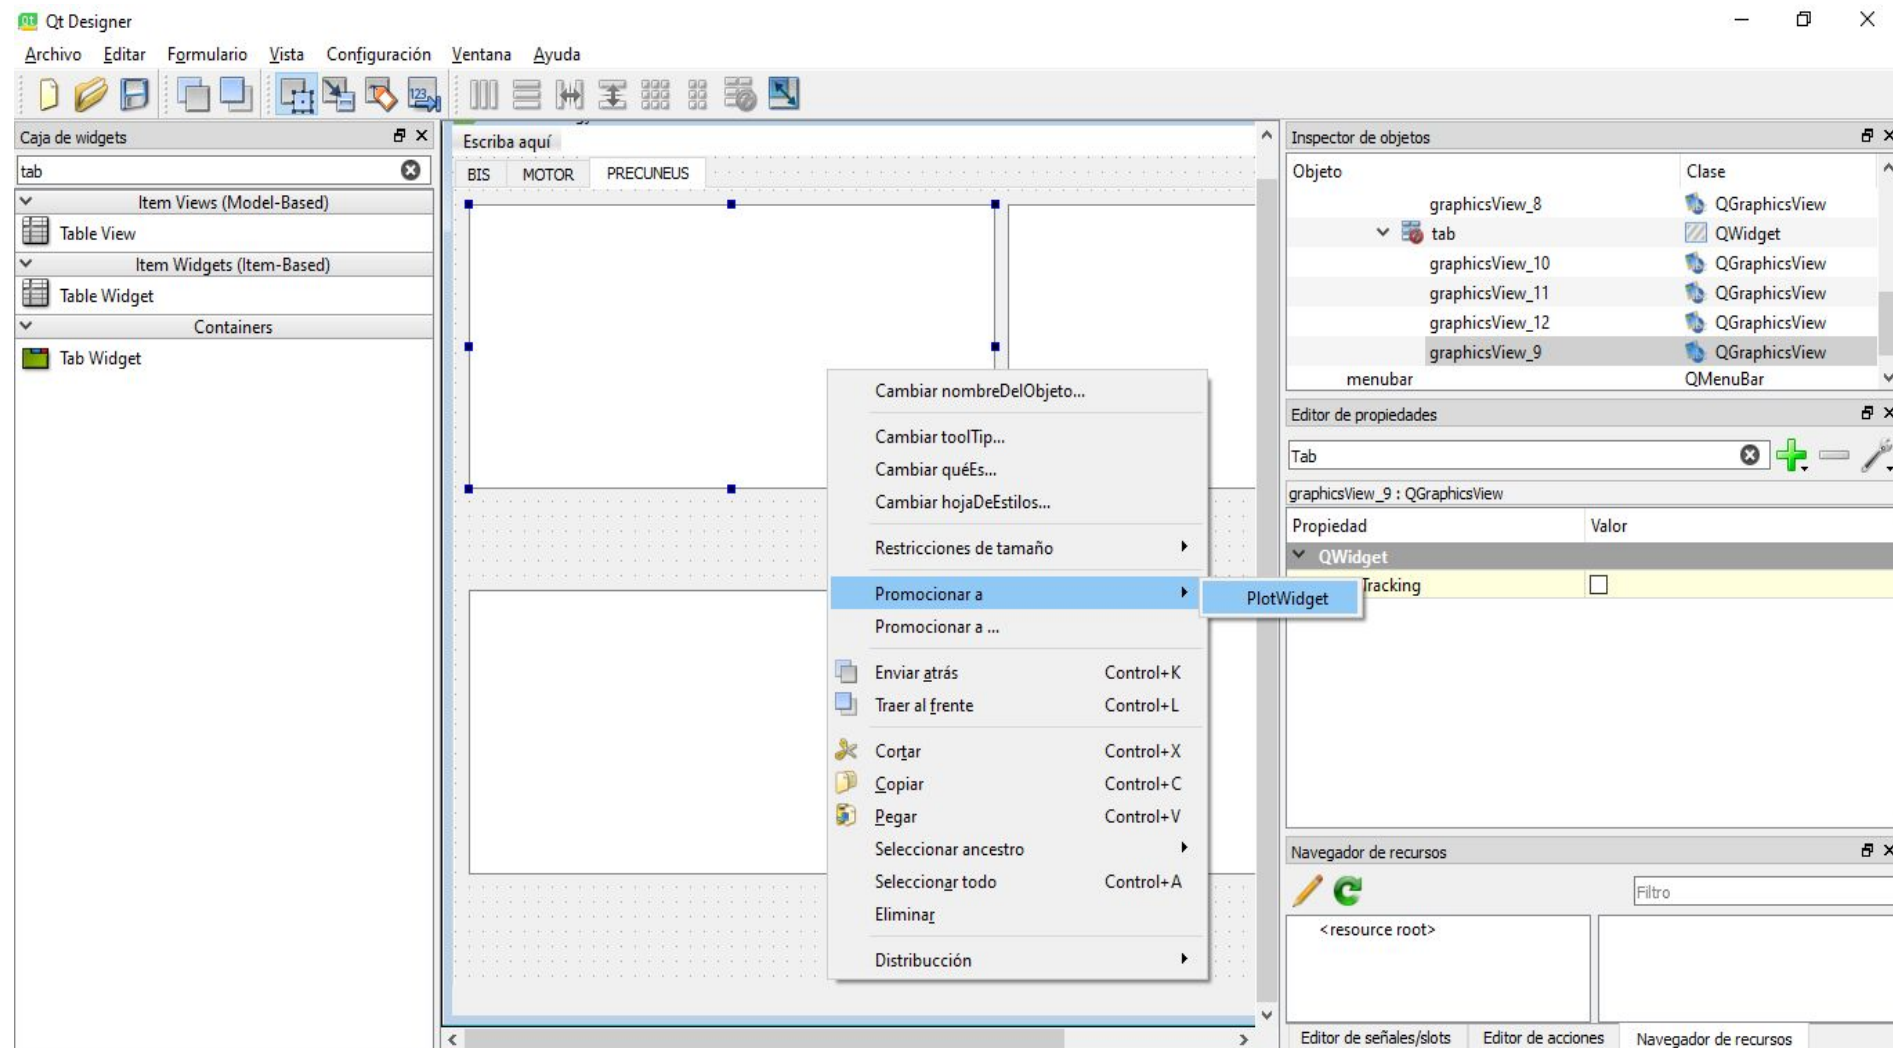 Qt Designer
Archivo Editar Formulario Vista Configuración Ventana Ayuda
Caja de widgets
tab
Item Views (Model-Based)
Table View
Item Widgets (Item-Based)
Table Widget
Containers
Tab Widget
Escriba aquí
BIS MOTOR PRECUNEUS
Cambiar nombreDelObjeto...
Cambiar toolTip...
Cambiar quéEs...
Cambiar hojaDeEstilos...
Restricciones de tamaño
Promocionar a
PlotWidget
Promocionar a ...
Enviar atrás Control+K
Traer al frente Control+L
Cortar Control+X
Copiar Control+C
Pegar Control+V
Seleccionar ancestro
Seleccionar todo Control+A
Eliminar
Distribucción
Inspector de objetos
Objeto Clase
graphicsView_8 QGraphicsView
tab QWidget
graphicsView_10 QGraphicsView
graphicsView_11 QGraphicsView
graphicsView_12 QGraphicsView
graphicsView_9 QGraphicsView
menubar QMenuBar
Editor de propiedades
Tab
graphicsView_9 : QGraphicsView
Propiedad Valor
QWidget
Tracking
Navegador de recursos
Filtro
<resource root>
Editor de señales/slots Editor de acciones Navegador de recursos